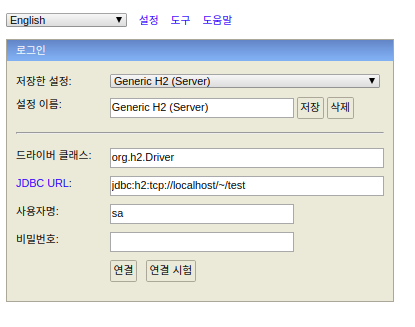 English 설정 도구 도움말
로그인
저장한 설정: Generic H2 (Server)
설정 이름: Generic H2 (Server) 저장 삭제
드라이버 클래스: org.h2.Driver
JDBC URL: jdbc:h2:tcp://localhost/~/test
사용자명: sa
비밀번호:
연결 연결 시험